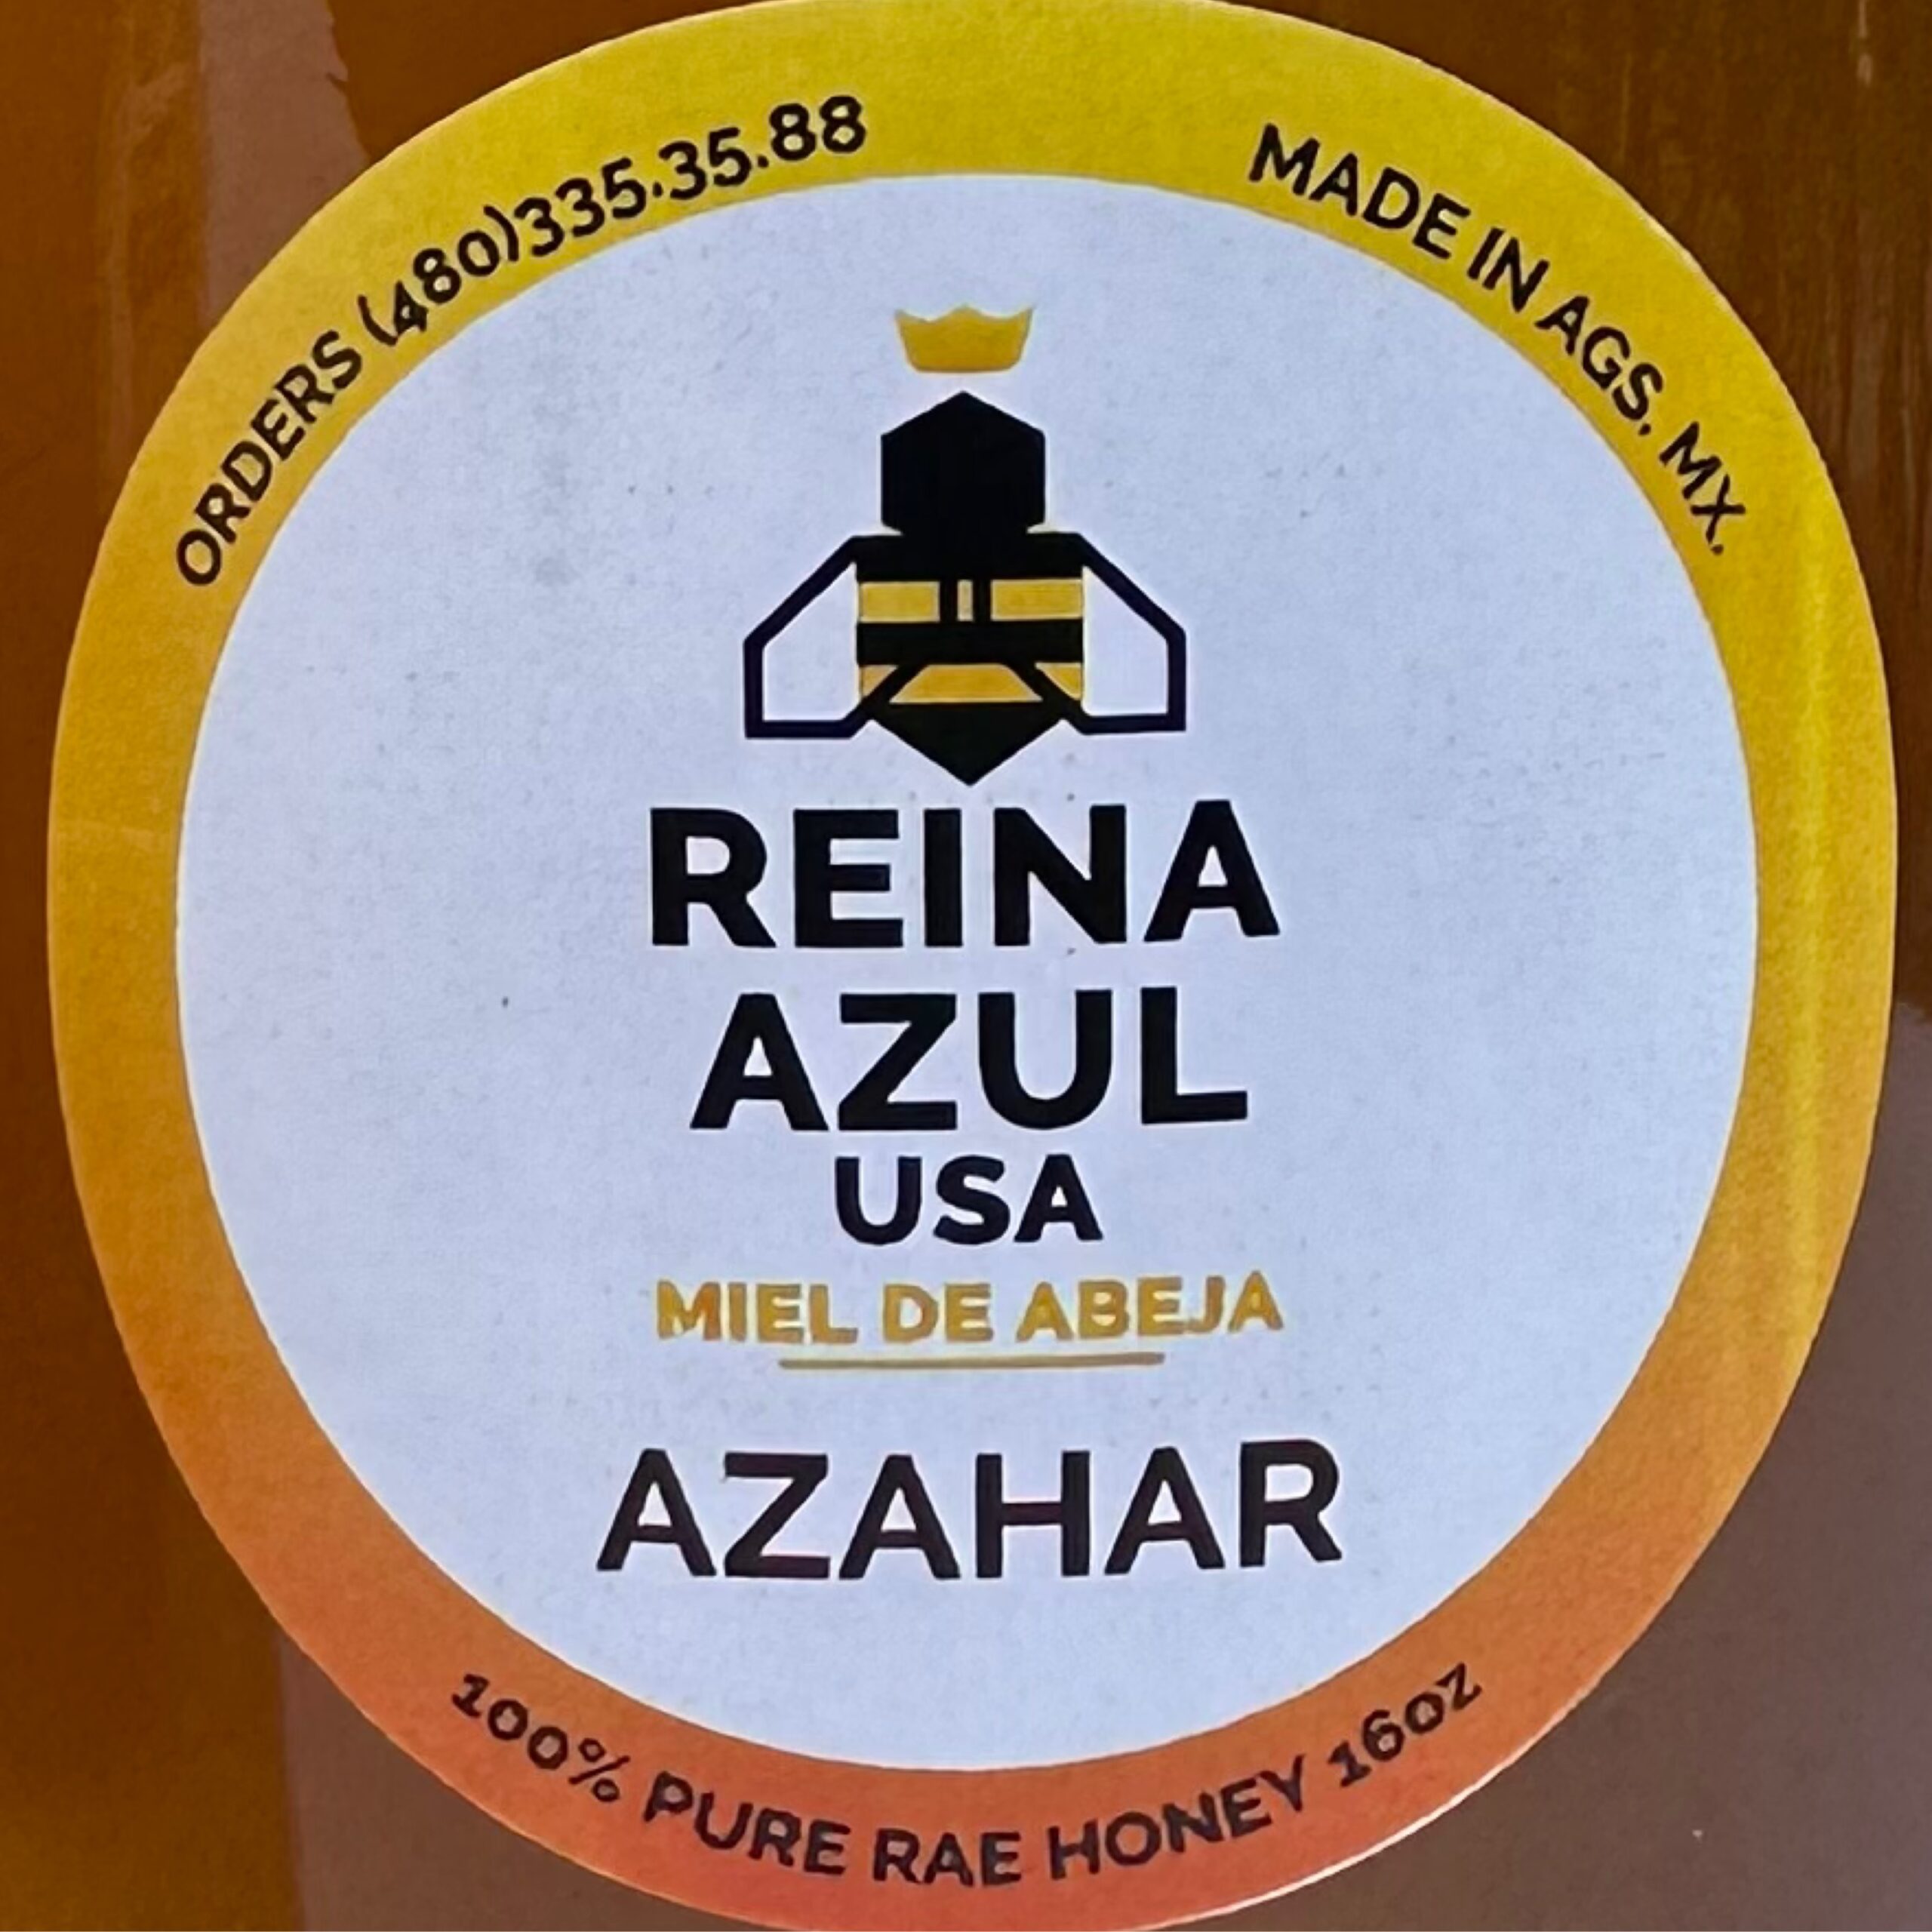 ORDERS (480)335.35.88
MADE IN AGS, MX.
REINA
AZUL
USA
MIEL DE ABEJA
AZAHAR
100% PURE RAE HONEY 16oz